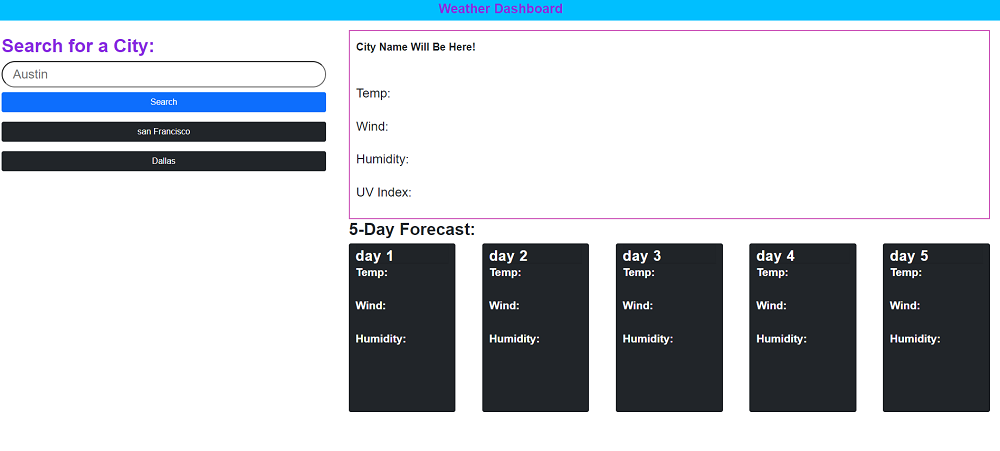 Weather Dashboard
Search for a City:
Austin
Search
san Francisco
Dallas
City Name Will Be Here!
Temp:
Wind:
Humidity:
UV Index:
5-Day Forecast:
day 1
Temp:
Wind:
Humidity:
day 2
Temp:
Wind:
Humidity:
day 3
Temp:
Wind:
Humidity:
day 4
Temp:
Wind:
Humidity:
day 5
Temp:
Wind:
Humidity: